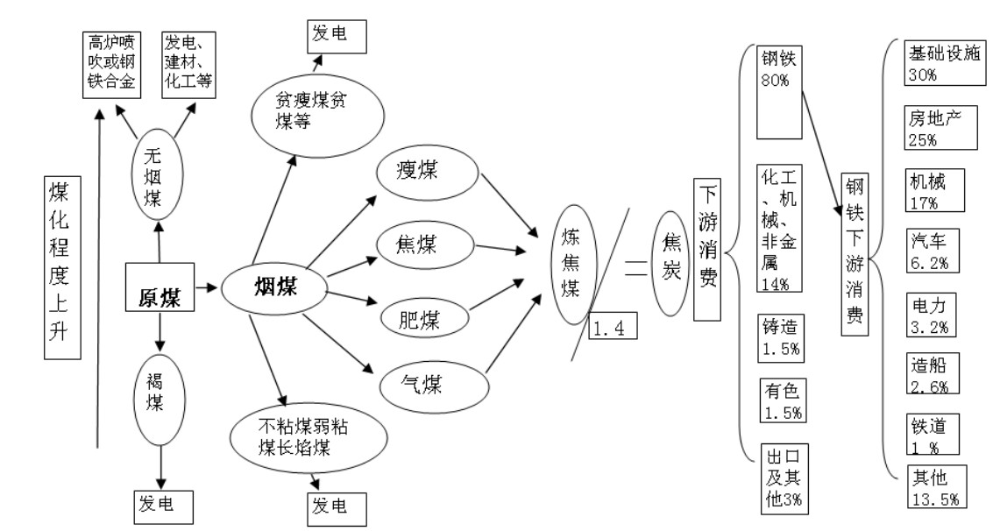 高炉喷
吹或钢
铁合金
发电、
建材、
化工等
无
烟
煤
煤
化
程
度
上
升
原煤
褐
煤
发电
发电
贫瘦煤贫
煤等
烟煤
瘦煤
焦煤
肥煤
气煤
不粘煤弱粘
煤长焰煤
发电
炼
焦
煤
1.4
焦
炭
下
游
消
费
钢铁
80%
化工
、机
械、
非金
属
14%
铸造
1.5%
有色
1.5%
出口
及其
他3%
钢
铁
下
游
消
费
基础设施
30%
房地产
25%
机械
17%
汽车
6.2%
电力
3.2%
造船
2.6%
铁道
1 %
其他
13.5%